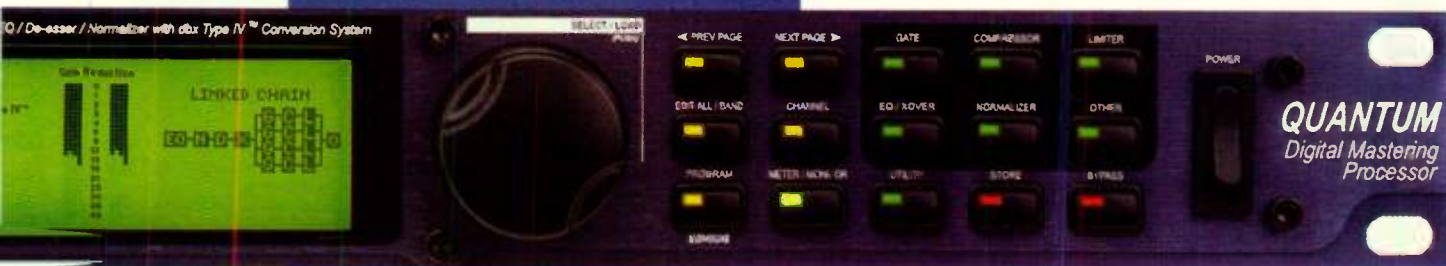 EQ / De-esser / Normalizer with dbx Type IV™ Conversion System
SELECT / LOAD
Gain Reduction
LINKED CHAIN
◄ PREV PAGE
NEXT PAGE ►
GATE
COMPRESSOR
LIMITER
POWER
EDIT ALL / BAND
CHANNEL
EQ / XOVER
NORMALIZER
OTHER
PROGRAM
METER / MONITOR
UTILITY
STORE
BYPASS
QUANTUM
Digital Mastering
Processor